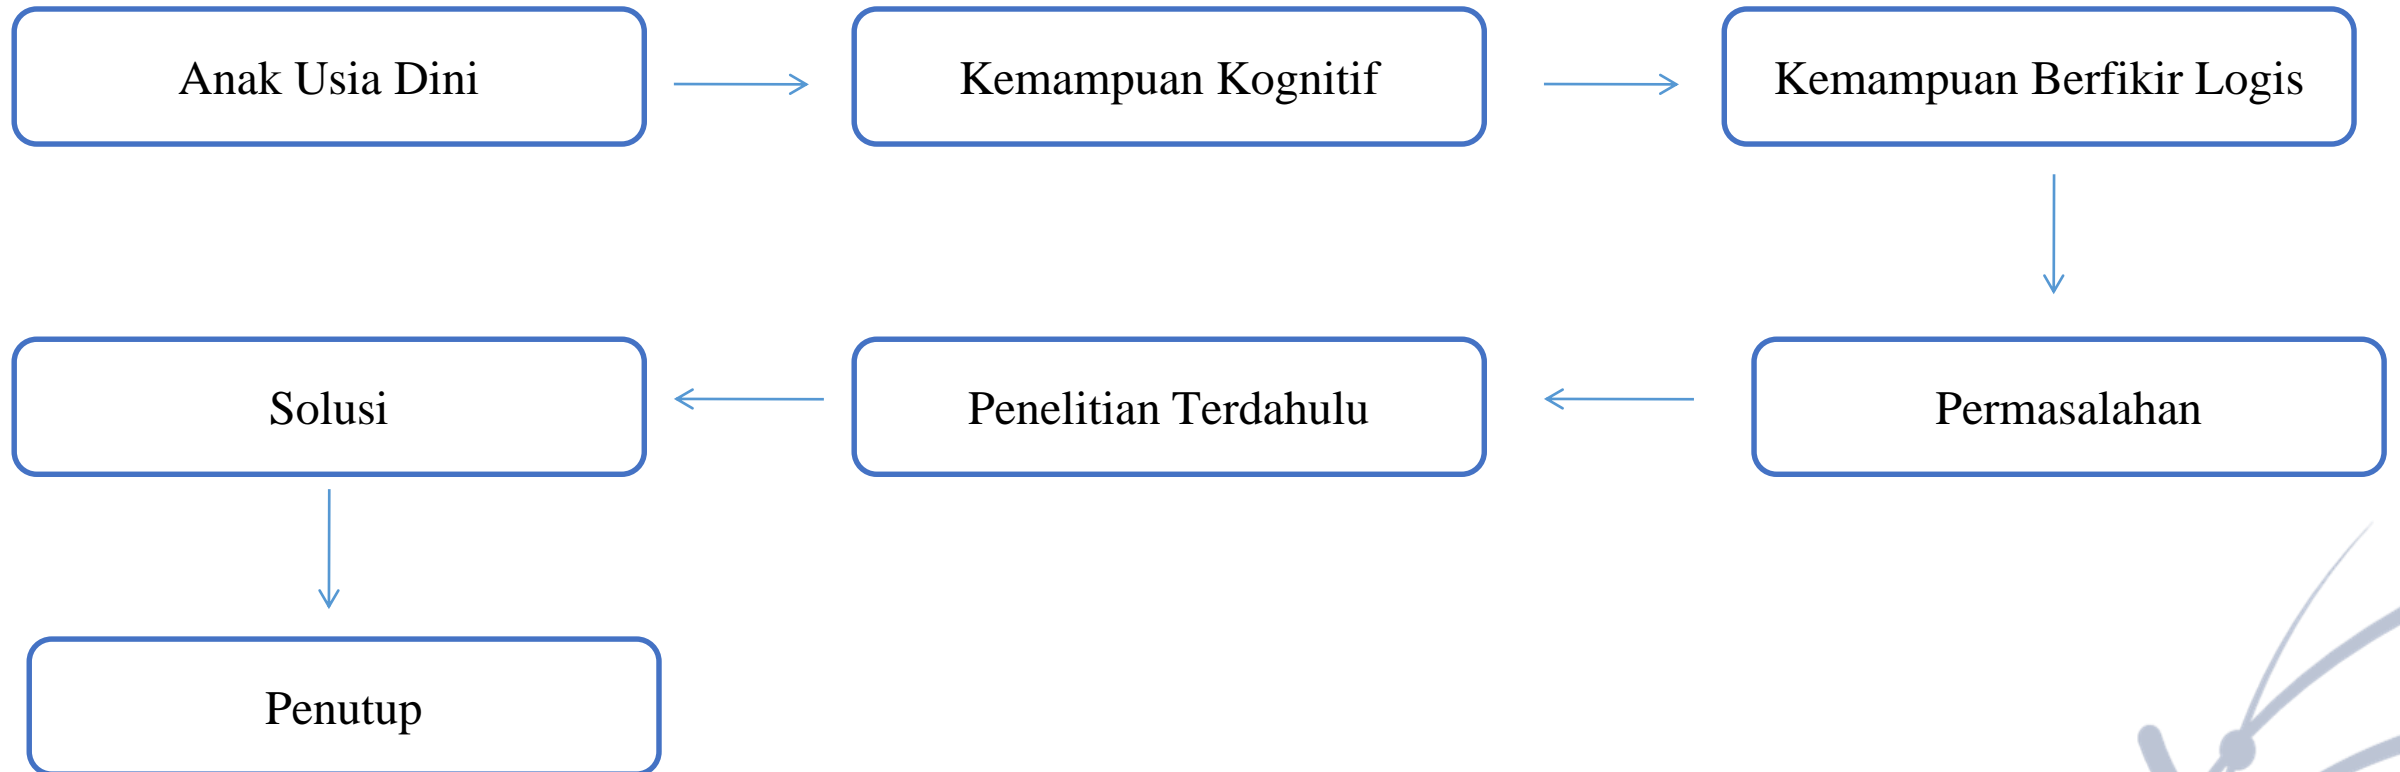 Anak Usia Dini
Kemampuan Kognitif
Kemampuan Berfikir Logis
Permasalahan
Penelitian Terdahulu
Solusi
Penutup